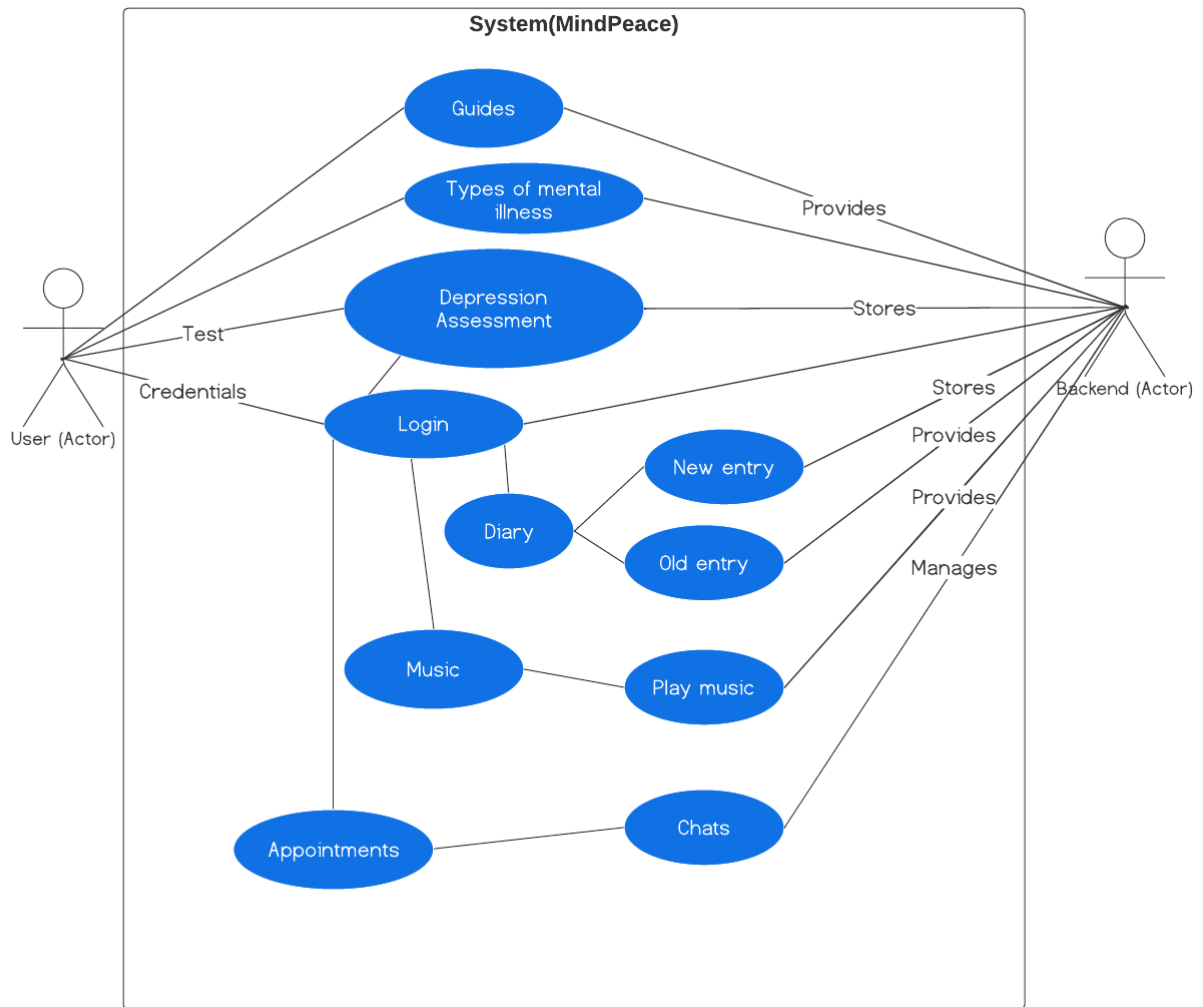 System(MindPeace)
Guides
Types of mental
illness
Provides
Depression
Assessment
Stores
Test
Credentials
Login
Stores
Backend (Actor)
User (Actor)
Provides
New entry
Provides
Diary
Old entry
Manages
Music
Play music
Chats
Appointments